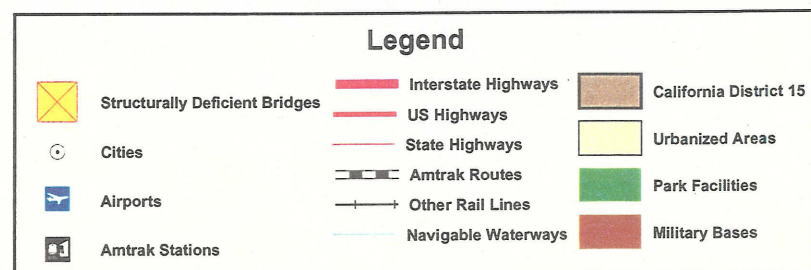 Legend
Structurally Deficient Bridges
Cities
Airports
Amtrak Stations
Interstate Highways
US Highways
State Highways
Amtrak Routes
Other Rail Lines
Navigable Waterways
California District 15
Urbanized Areas
Park Facilities
Military Bases